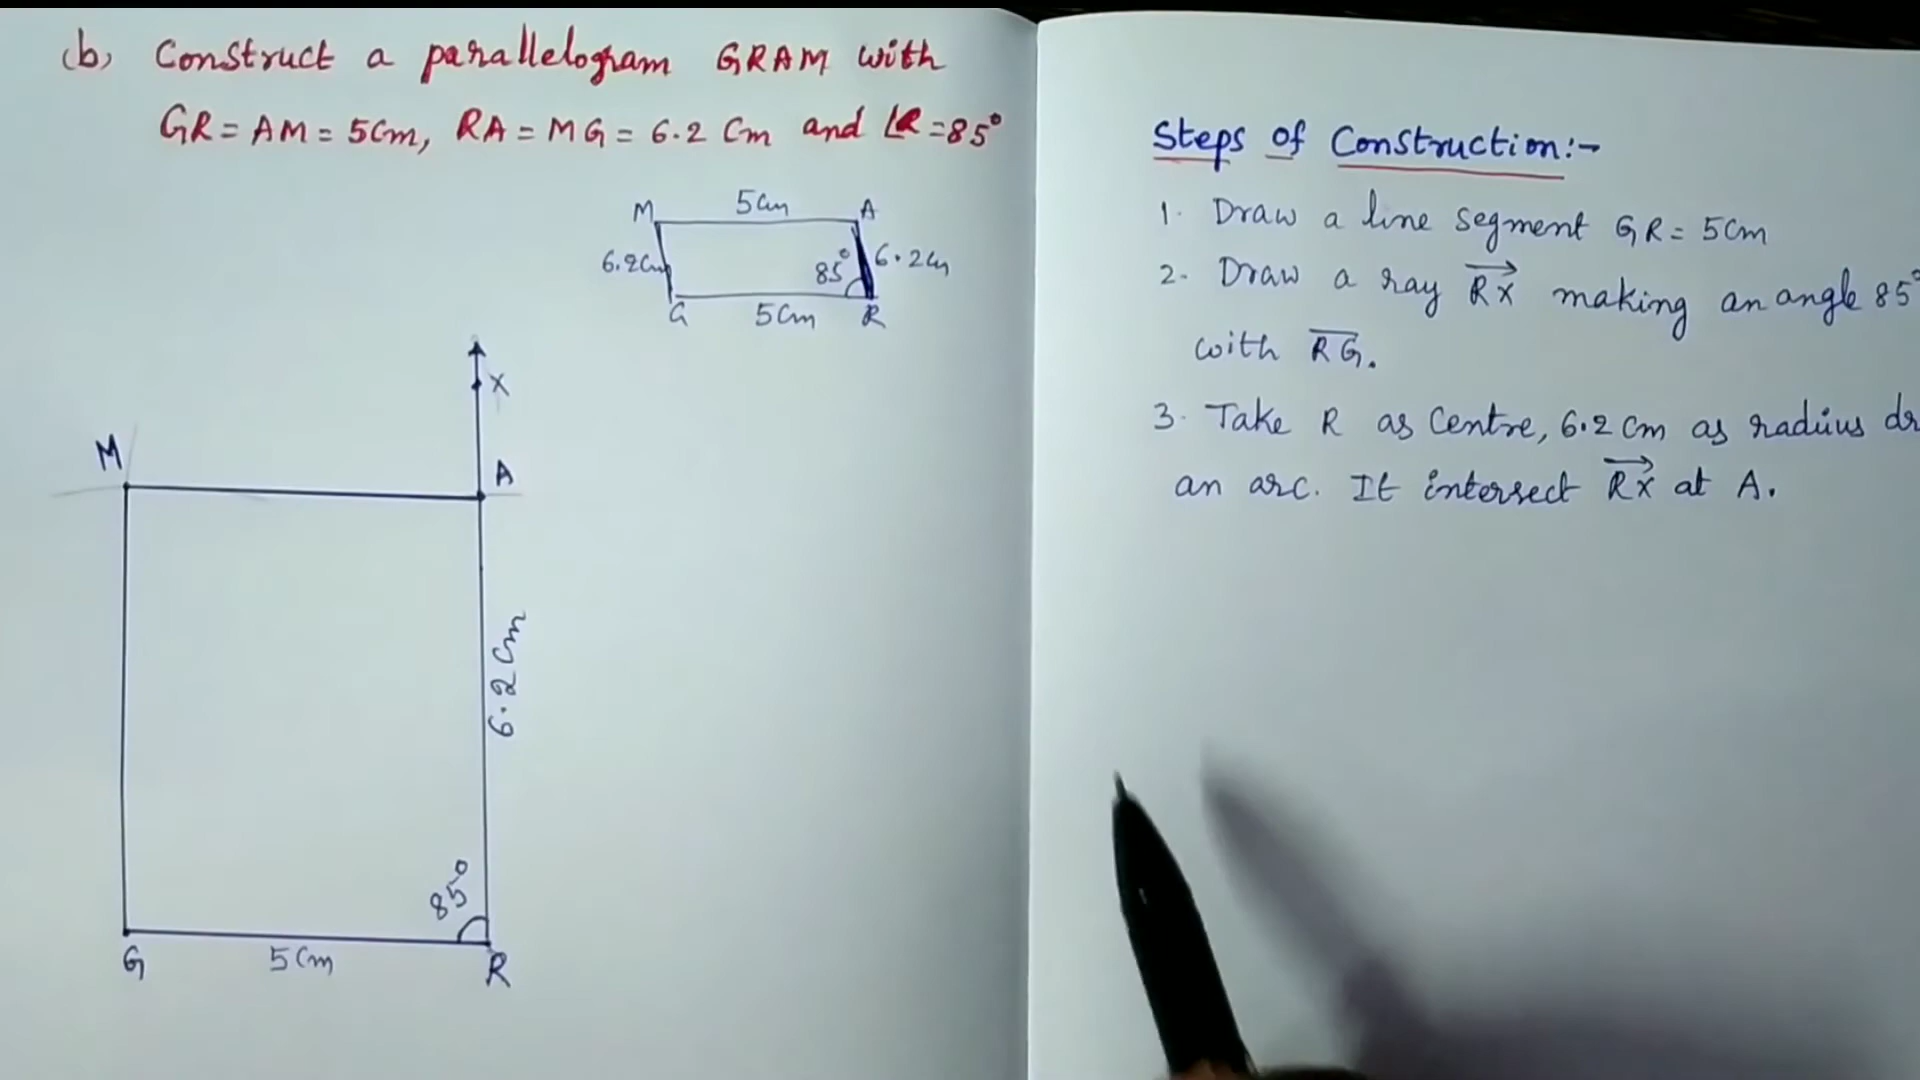 (b) Construct a parallelogram GRAM with
GR = AM = 5cm, RA = MG = 6.2 cm and ∠R = 85°
M 5cm A
6.2cm 85° 6.2cm
G 5cm R
X
M A
6.2 cm
85°
G 5cm R
Steps of Construction:-
1. Draw a line segment GR = 5cm
2. Draw a ray RX making an angle 85°
with RG.
3. Take R as Centre, 6.2 cm as radius
an arc. It intersect RX at A.